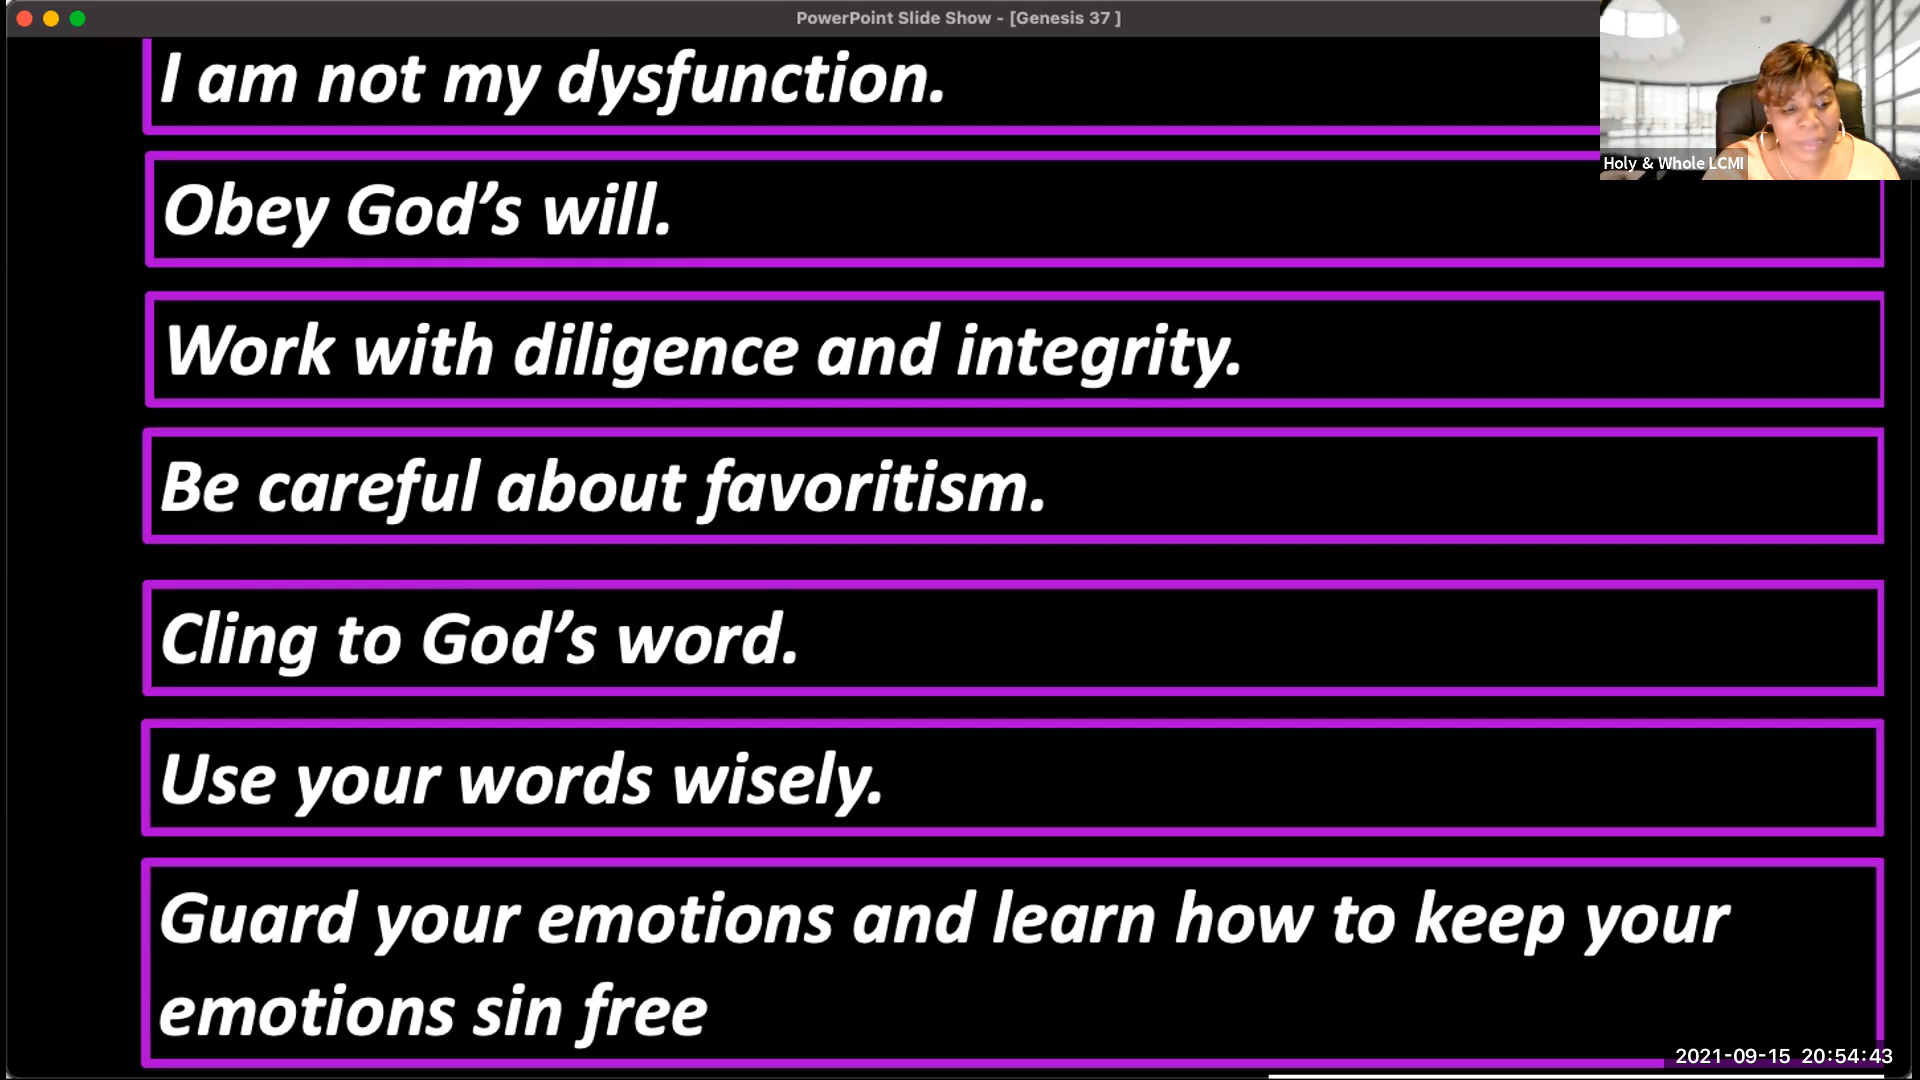 PowerPoint Slide Show - [Genesis 37 ]
I am not my dysfunction.
Holy & Whole LCMI
Obey God’s will.
Work with diligence and integrity.
Be careful about favoritism.
Cling to God’s word.
Use your words wisely.
Guard your emotions and learn how to keep your
emotions sin free
2021-09-15 20:54:43